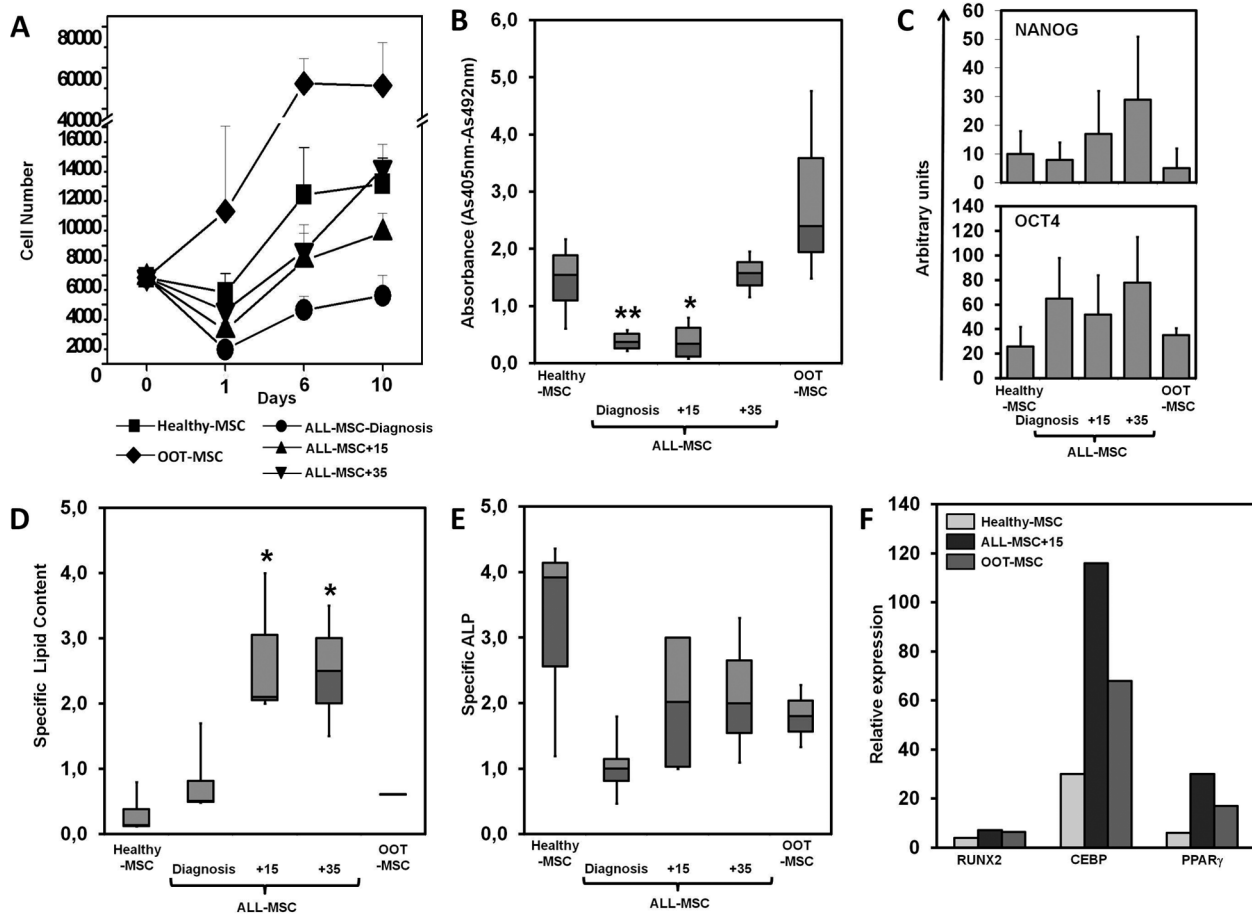 A
80000
60000
40000
16000
14000
12000
10000
8000
6000
4000
2000
0
Cell Number
0 1 6 10
Days
Healthy-MSC
OOT-MSC
ALL-MSC-Diagnosis
ALL-MSC+15
ALL-MSC+35
B
6,0
5,0
4,0
3,0
2,0
1,0
0,0
Absorbance (As405nm-As492nm)
**
*
Healthy
-MSC
Diagnosis +15 +35
OOT
-MSC
ALL-MSC
C
Arbitrary units
NANOG
60
50
40
30
20
10
0
OCT4
140
120
100
80
60
40
20
0
Healthy
-MSC
Diagnosis +15 +35
OOT
-MSC
ALL-MSC
D
5,0
4,0
3,0
2,0
1,0
0,0
Specific Lipid Content
*
*
Healthy
-MSC
Diagnosis +15 +35
OOT
-MSC
ALL-MSC
E
5,0
4,0
3,0
2,0
1,0
0,0
Specific ALP
Healthy
-MSC
Diagnosis +15 +35
OOT
-MSC
ALL-MSC
F
140
120
100
80
60
40
20
0
Relative expression
Healthy-MSC
ALL-MSC+15
OOT-MSC
RUNX2 CEBP PPARγ